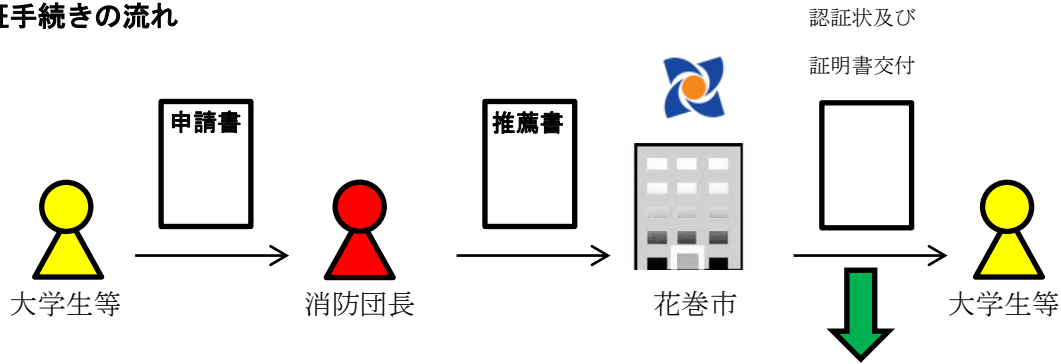 証手続きの流れ
認証状及び
証明書交付
申請書
推薦書
大学生等
消防団長
花巻市
大学生等